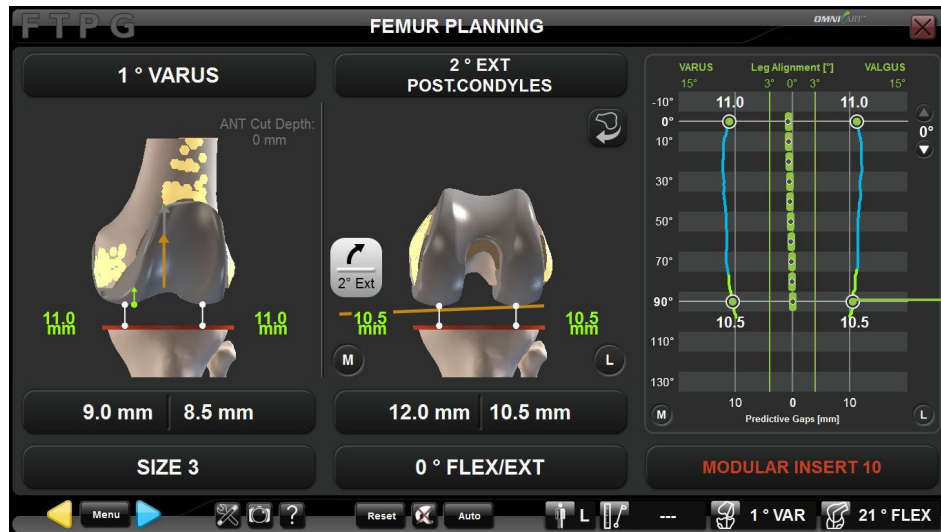 FTPG
FEMUR PLANNING
OMNIART
1 ° VARUS
2 ° EXT
POST.CONDYLES
ANT Cut Depth:
0 mm
2° Ext
11.0
mm
11.0
mm
10.5
mm
10.5
mm
M
L
9.0 mm 8.5 mm
12.0 mm 10.5 mm
SIZE 3
0 ° FLEX/EXT
VARUS Leg Alignment [°] VALGUS
15° 3° 0° 3° 15°
-10° 11.0 11.0
0° 0°
10°
30°
50°
70°
90°
10.5 10.5
110°
130°
10 0 10
M Predictive Gaps [mm] L
MODULAR INSERT 10
Menu ? Reset Auto L --- 1 ° VAR 21 ° FLEX